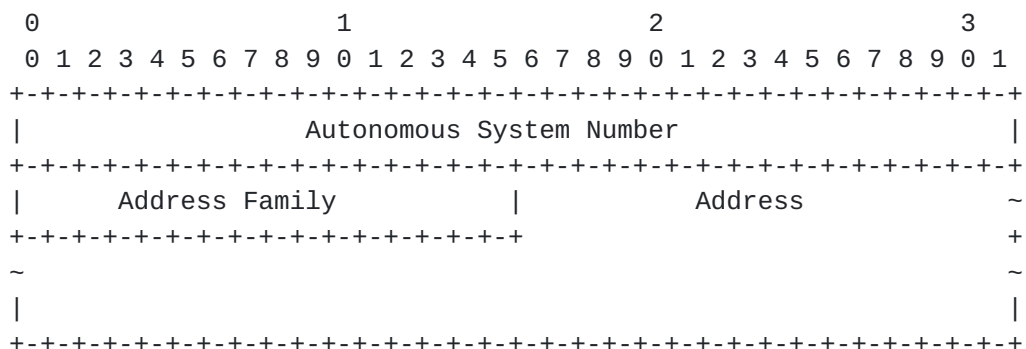 0                   1                   2                   3
 0 1 2 3 4 5 6 7 8 9 0 1 2 3 4 5 6 7 8 9 0 1 2 3 4 5 6 7 8 9 0 1
+-+-+-+-+-+-+-+-+-+-+-+-+-+-+-+-+-+-+-+-+-+-+-+-+-+-+-+-+-+-+-+-+
|                  Autonomous System Number                     |
+-+-+-+-+-+-+-+-+-+-+-+-+-+-+-+-+-+-+-+-+-+-+-+-+-+-+-+-+-+-+-+-+
|      Address Family           |           Address             ~
+-+-+-+-+-+-+-+-+-+-+-+-+-+-+-+-+                               +
~                                                               ~
|                                                               |
+-+-+-+-+-+-+-+-+-+-+-+-+-+-+-+-+-+-+-+-+-+-+-+-+-+-+-+-+-+-+-+-+